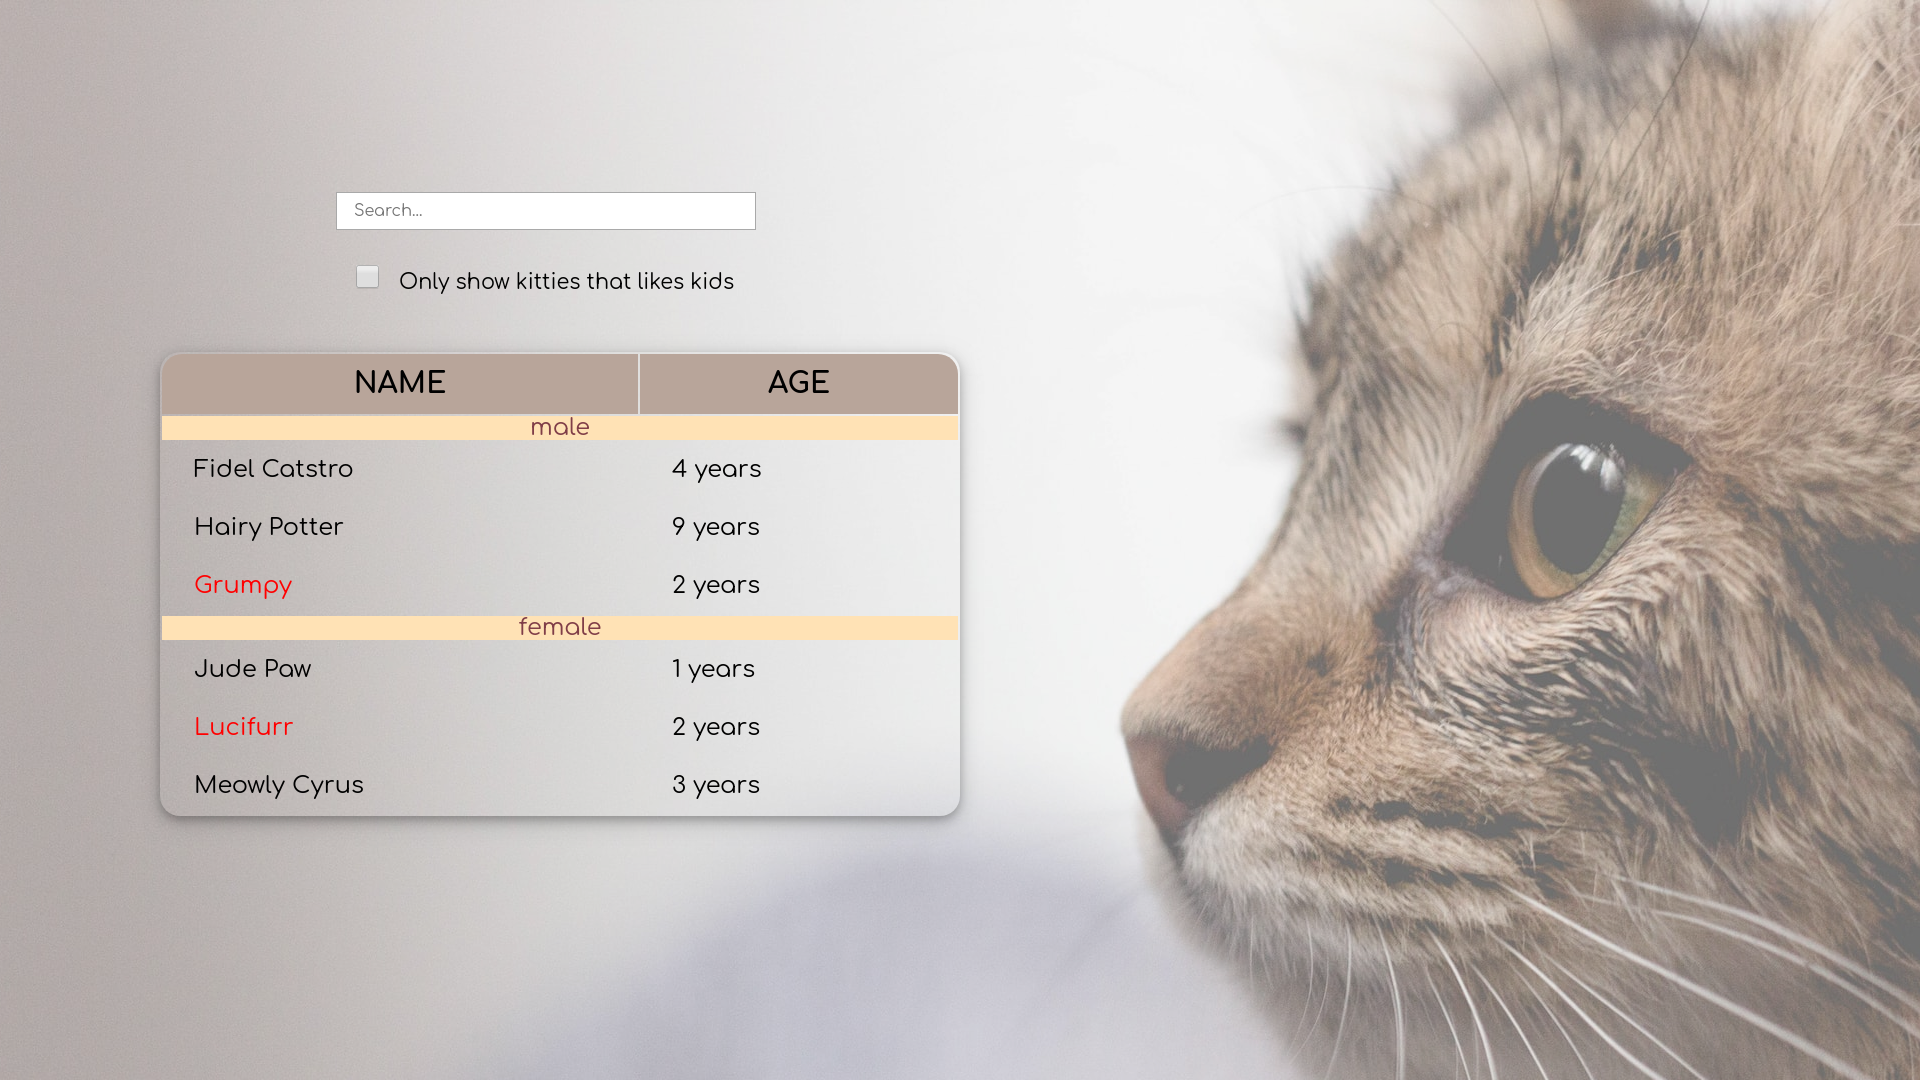 Search...
Only show kitties that likes kids
NAME AGE
male
Fidel Catstro 4 years
Hairy Potter 9 years
Grumpy 2 years
female
Jude Paw 1 years
Lucifurr 2 years
Meowly Cyrus 3 years